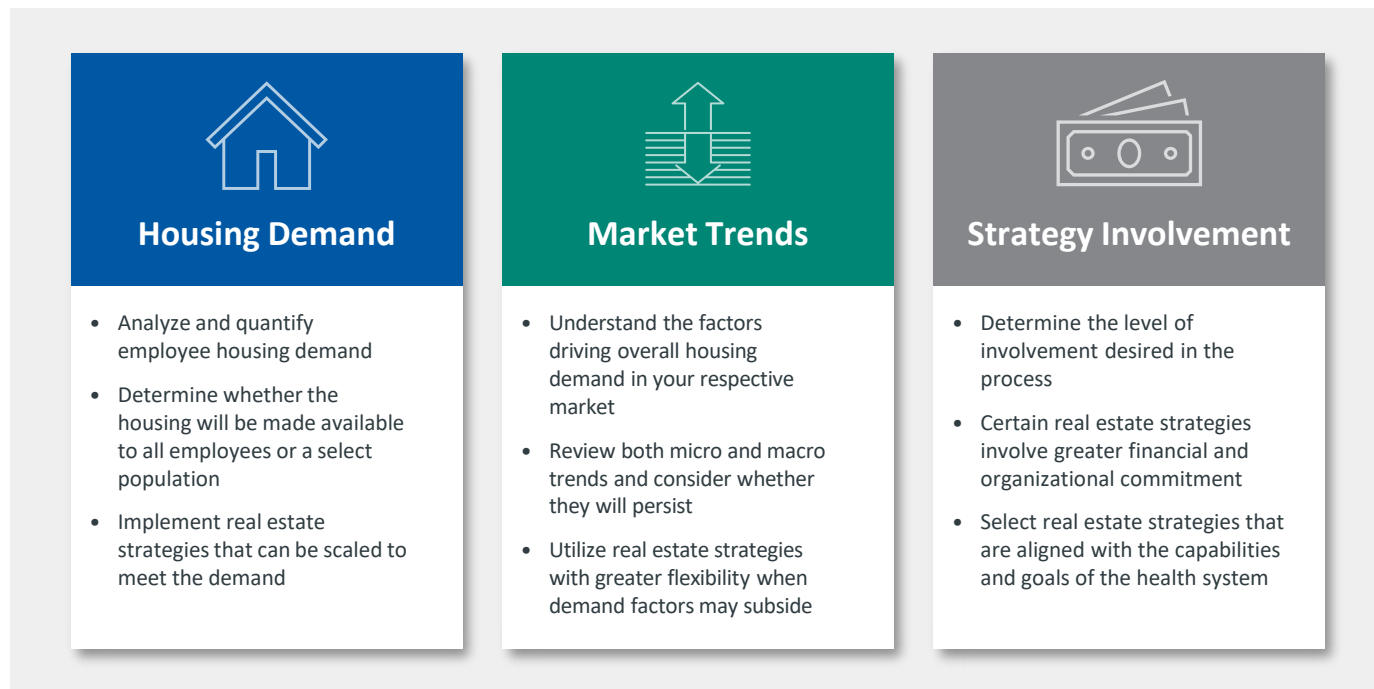 Housing Demand
• Analyze and quantify
employee housing demand
• Determine whether the
housing will be made available
to all employees or a select
population
• Implement real estate
strategies that can be scaled to
meet the demand
Market Trends
• Understand the factors
driving overall housing
demand in your respective
market
• Review both micro and macro
trends and consider whether
they will persist
• Utilize real estate strategies
with greater flexibility when
demand factors may subside
Strategy Involvement
• Determine the level of
involvement desired in the
process
• Certain real estate strategies
involve greater financial and
organizational commitment
• Select real estate strategies that
are aligned with the capabilities
and goals of the health system